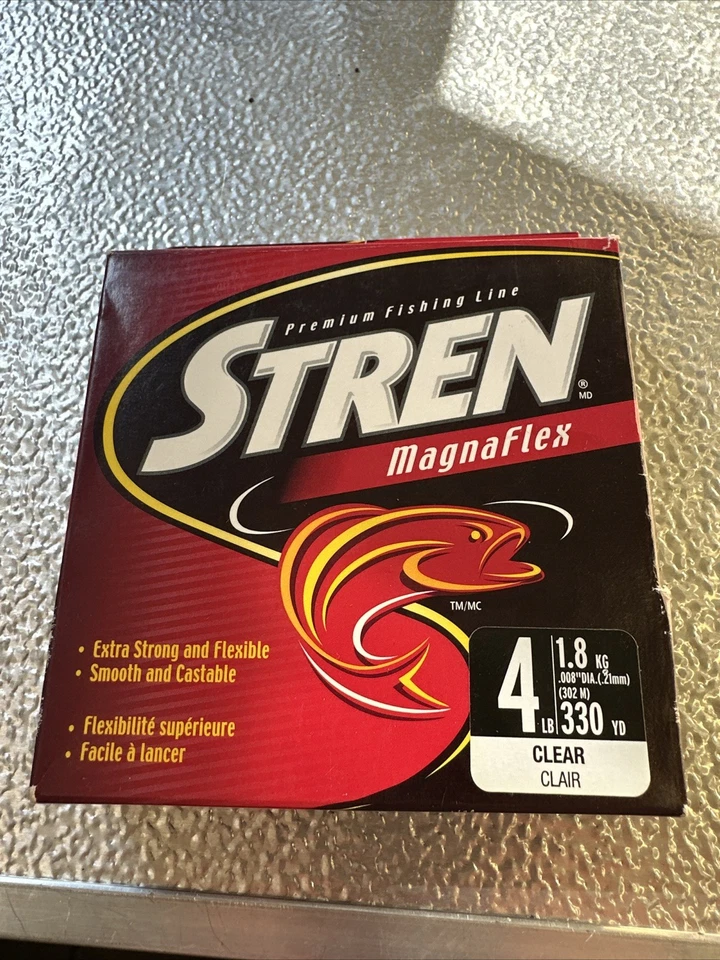 Premium Fishing Line
STREN
®
MD
MagnaFlex
TM/MC
• Extra Strong and Flexible
• Smooth and Castable
• Flexibilité supérieure
• Facile à lancer
4 LB
1.8 KG
.008"DIA.(.21mm)
(302 M)
330 YD
CLEAR
CLAIR